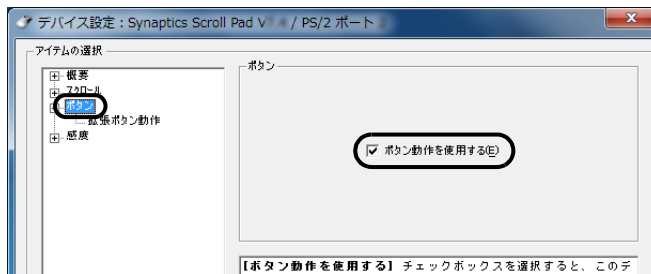 デバイス設定 : Synaptics Scroll Pad V / PS/2 ポート
アイテムの選択
概要
スクロール
ボタン
拡張ボタン動作
感度
ボタン
ボタン動作を使用する(E)
【ボタン動作を使用する】 チェックボックスを選択すると、このデ